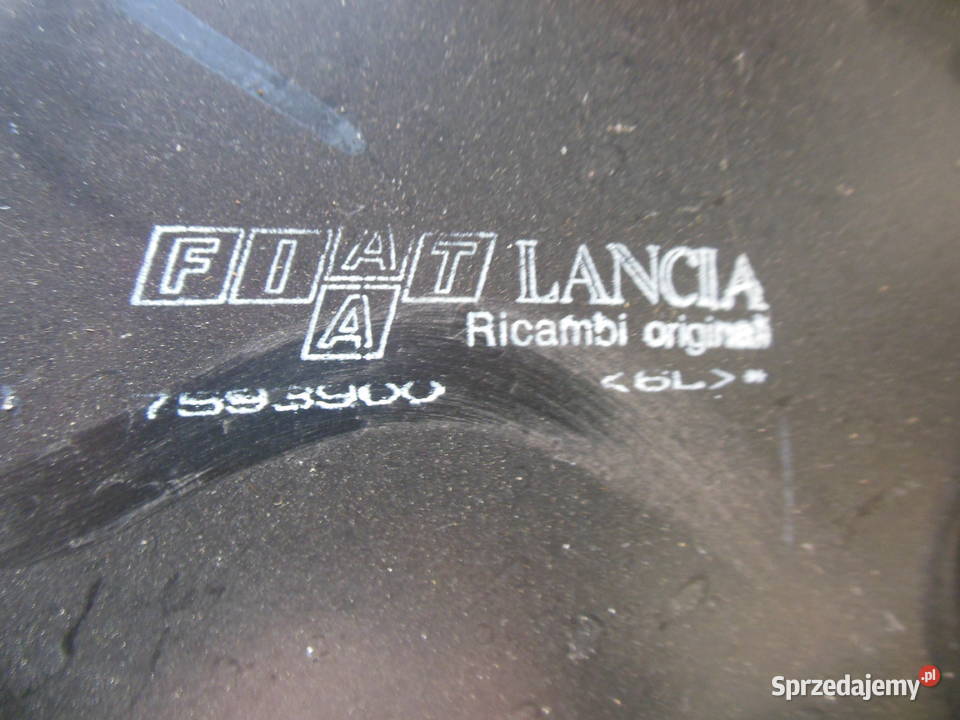 FIAT LANCIA
A
Ricambi originali
7593900 <6L>*
Sprzedajemy.pl